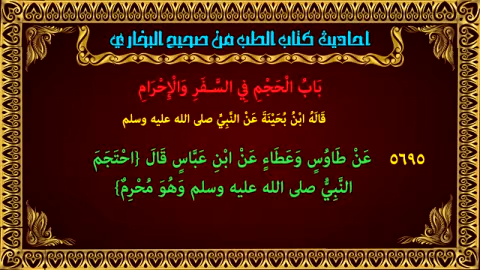 احاديث كتاب الطب من صحيح البخاري
بَابُ الْحَجْمِ فِي السَّفَرِ وَالْإِحْرَامِ
قَالَهُ ابْنُ بُحَيْنَةَ عَنْ النَّبِيِّ صلى الله عليه وسلم
٥٦٩٥ عَنْ طَاوُسٍ وَعَطَاءٍ عَنْ ابْنِ عَبَّاسٍ قَالَ {احْتَجَمَ
النَّبِيُّ صلى الله عليه وسلم وَهُوَ مُحْرِمٌ}